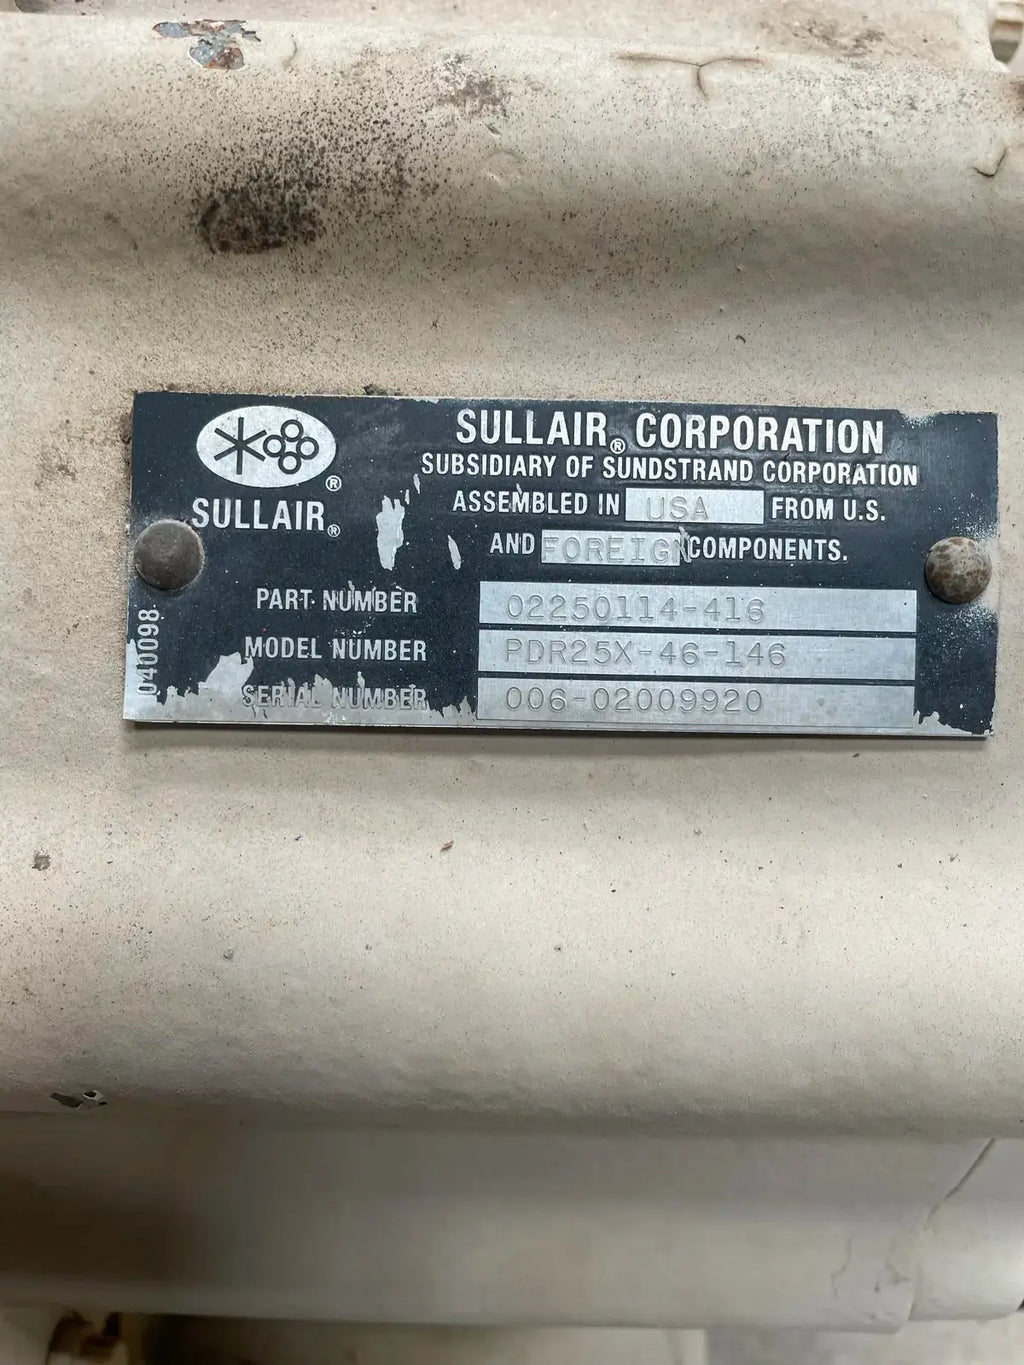 SULLAIR® CORPORATION
SUBSIDIARY OF SUNDSTRAND CORPORATION
ASSEMBLED IN USA FROM U.S.
AND FOREIGN COMPONENTS.
®
SULLAIR®
PART NUMBER 02250114-416
MODEL NUMBER PDR25X-46-146
SERIAL NUMBER 006-02009920
040098